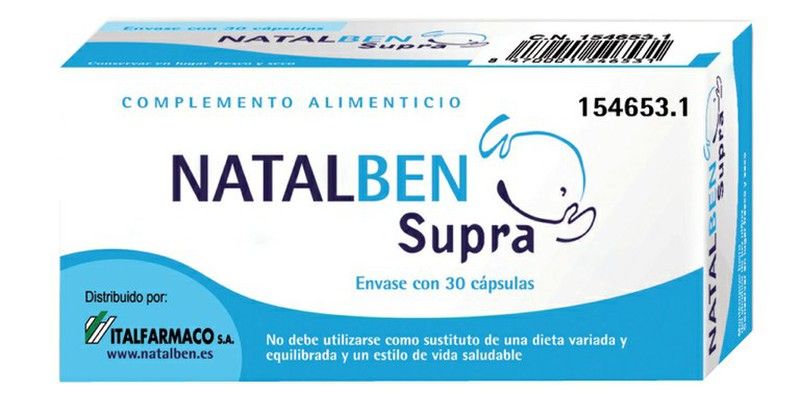 Envase con 30 cápsulas
NATALBEN
Supra
Conservar en lugar fresco y seco
C.N. 154653.1
COMPLEMENTO ALIMENTICIO
154653.1
NATALBEN
Supra
Envase con 30 cápsulas
Distribuido por:
ITALFARMACO S.A.
www.natalben.es
No debe utilizarse como sustituto de una dieta variada y
equilibrada y un estilo de vida saludable
NATALBEN
Supra